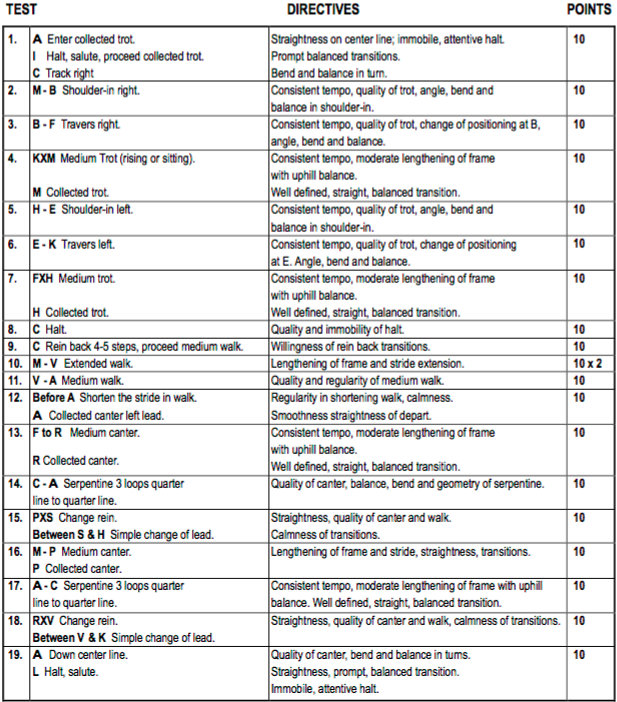 TEST DIRECTIVES POINTS
1. A Enter collected trot. Straightness on center line; immobile, attentive halt. 10
I Halt, salute, proceed collected trot. Prompt balanced transitions.
C Track right Bend and balance in turn.
2. M - B Shoulder-in right. Consistent tempo, quality of trot, angle, bend and 10
balance in shoulder-in.
3. B - F Travers right. Consistent tempo, quality of trot, change of positioning at B, 10
angle, bend and balance.
4. KXM Medium Trot (rising or sitting). Consistent tempo, moderate lengthening of frame 10
with uphill balance.
M Collected trot. Well defined, straight, balanced transition.
5. H - E Shoulder-in left. Consistent tempo, quality of trot, angle, bend and 10
balance in shoulder-in.
6. E - K Travers left. Consistent tempo, quality of trot, change of positioning 10
at E. Angle, bend and balance.
7. FXH Medium trot. Consistent tempo, moderate lengthening of frame 10
with uphill balance.
H Collected trot. Well defined, straight, balanced transition.
8. C Halt. Quality and immobility of halt. 10
9. C Rein back 4-5 steps, proceed medium walk. Willingness of rein back transitions. 10
10. M - V Extended walk. Lengthening of frame and stride extension. 10 x 2
11. V - A Medium walk. Quality and regularity of medium walk. 10
12. Before A Shorten the stride in walk. Regularity in shortening walk, calmness. 10
A Collected canter left lead. Smoothness straightness of depart.
13. F to R Medium canter. Consistent tempo, moderate lengthening of frame 10
with uphill balance.
R Collected canter. Well defined, straight, balanced transition.
14. C - A Serpentine 3 loops quarter Quality of canter, balance, bend and geometry of serpentine. 10
line to quarter line.
15. PXS Change rein. Straightness, quality of canter and walk. 10
Between S & H Simple change of lead. Calmness of transitions.
16. M - P Medium canter. Lengthening of frame and stride, straightness, transitions. 10
P Collected canter.
17. A - C Serpentine 3 loops quarter Consistent tempo, moderate lengthening of frame with uphill 10
line to quarter line. balance. Well defined, straight, balanced transition.
18. RXV Change rein. Straightness, quality of canter and walk, calmness of transitions. 10
Between V & K Simple change of lead.
19. A Down center line. Quality of canter, bend and balance in turns. 10
L Halt, salute. Straightness, prompt, balanced transition.
Immobile, attentive halt.